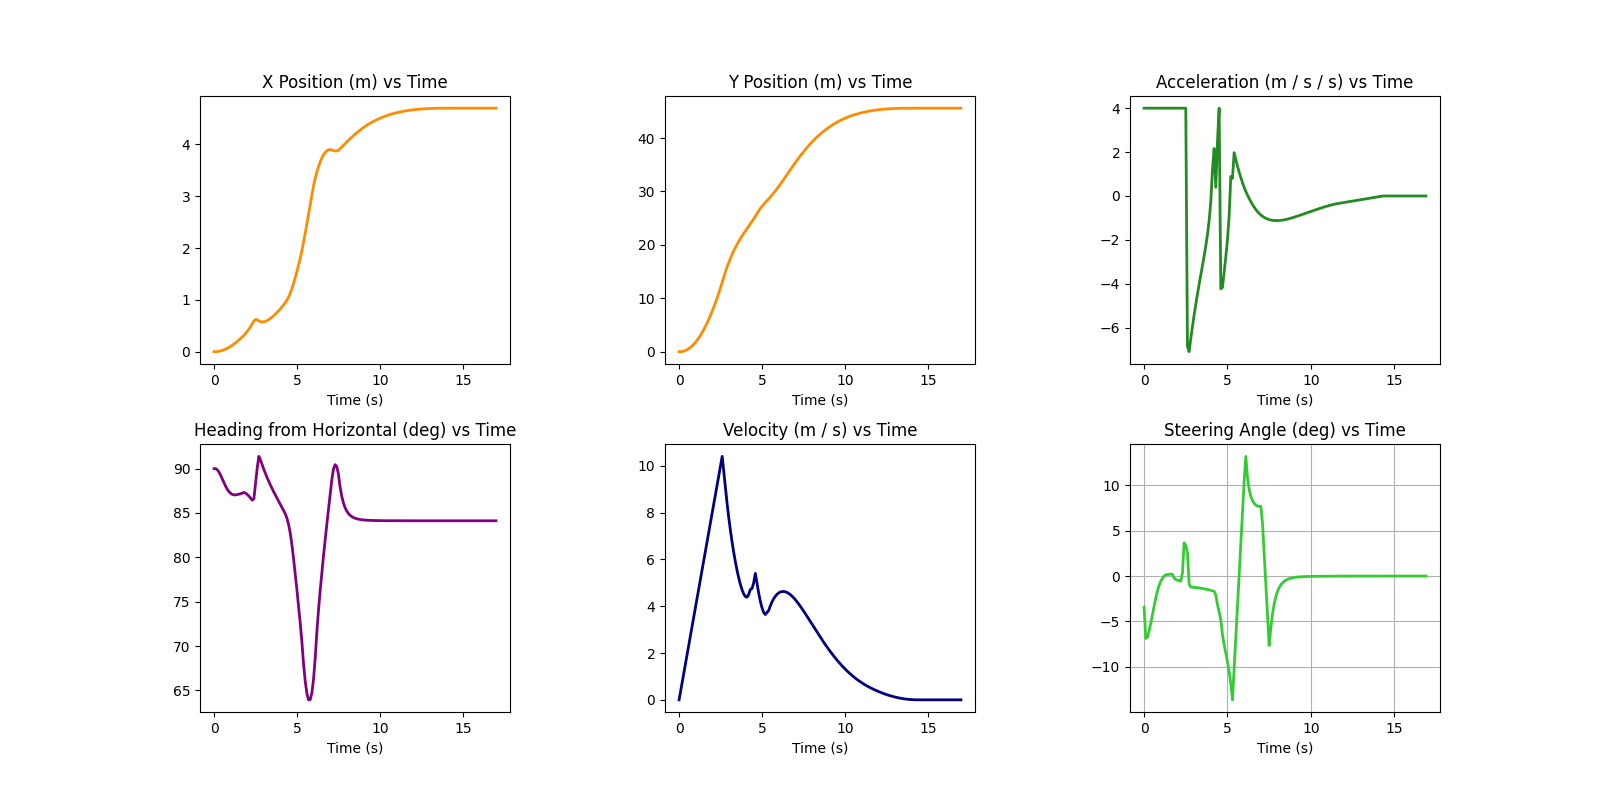 X Position (m) vs Time
4
3
2
1
0
0 5 10 15
Time (s)
Y Position (m) vs Time
40
30
20
10
0
0 5 10 15
Time (s)
Acceleration (m / s / s) vs Time
4
2
0
−2
−4
−6
0 5 10 15
Time (s)
Heading from Horizontal (deg) vs Time
90
85
80
75
70
65
0 5 10 15
Time (s)
Velocity (m / s) vs Time
10
8
6
4
2
0
0 5 10 15
Time (s)
Steering Angle (deg) vs Time
10
5
0
−5
−10
0 5 10 15
Time (s)